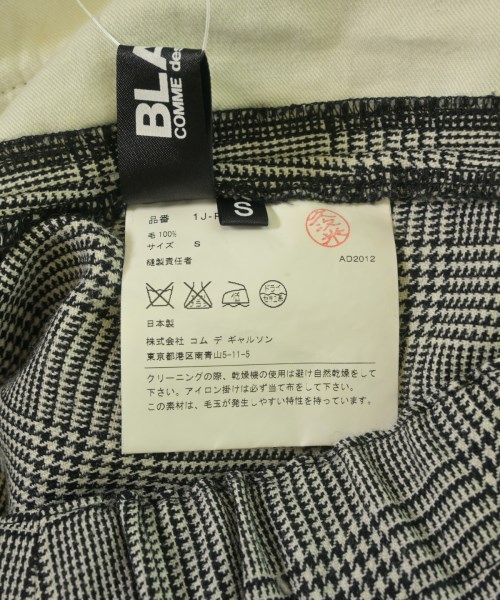 BLA
COMME des
S
品番 1J-P
毛100%
サイズ S
縫製責任者
AD2012
日本製
株式会社 コム デ ギャルソン
東京都港区南青山5-11-5
クリーニングの際、乾燥機の使用は避け自然乾燥をして
下さい。アイロン掛けは必ず当て布をして下さい。
この素材は、毛玉が発生しやすい特性を持っています。